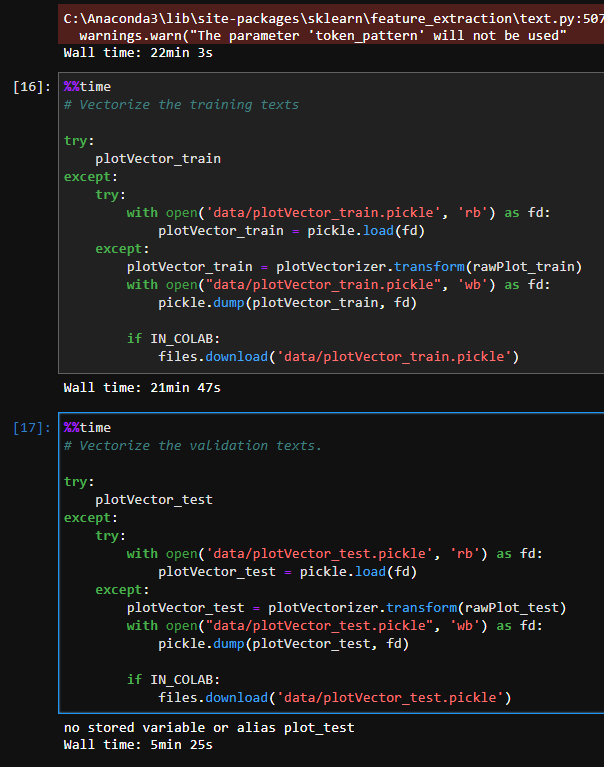 C:\Anaconda3\lib\site-packages\sklearn\feature_extraction\text.py:507
  warnings.warn("The parameter 'token_pattern' will not be used"
Wall time: 22min 3s
[16]: %%time
# Vectorize the training texts

try:
    plotVector_train
except:
    try:
        with open('data/plotVector_train.pickle', 'rb') as fd:
            plotVector_train = pickle.load(fd)
    except:
        plotVector_train = plotVectorizer.transform(rawPlot_train)
        with open("data/plotVector_train.pickle", 'wb') as fd:
            pickle.dump(plotVector_train, fd)

        if IN_COLAB:
            files.download('data/plotVector_train.pickle')
Wall time: 21min 47s
[17]: %%time
# Vectorize the validation texts.

try:
    plotVector_test
except:
    try:
        with open('data/plotVector_test.pickle', 'rb') as fd:
            plotVector_test = pickle.load(fd)
    except:
        plotVector_test = plotVectorizer.transform(rawPlot_test)
        with open("data/plotVector_test.pickle", 'wb') as fd:
            pickle.dump(plotVector_test, fd)

        if IN_COLAB:
            files.download('data/plotVector_test.pickle')
no stored variable or alias plot_test
Wall time: 5min 25s